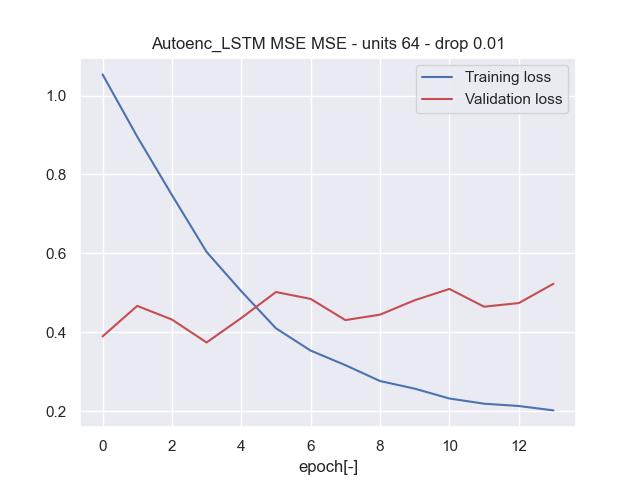 Autoenc_LSTM MSE MSE - units 64 - drop 0.01
Training loss
Validation loss
1.0
0.8
0.6
0.4
0.2
0 2 4 6 8 10 12
epoch[-]